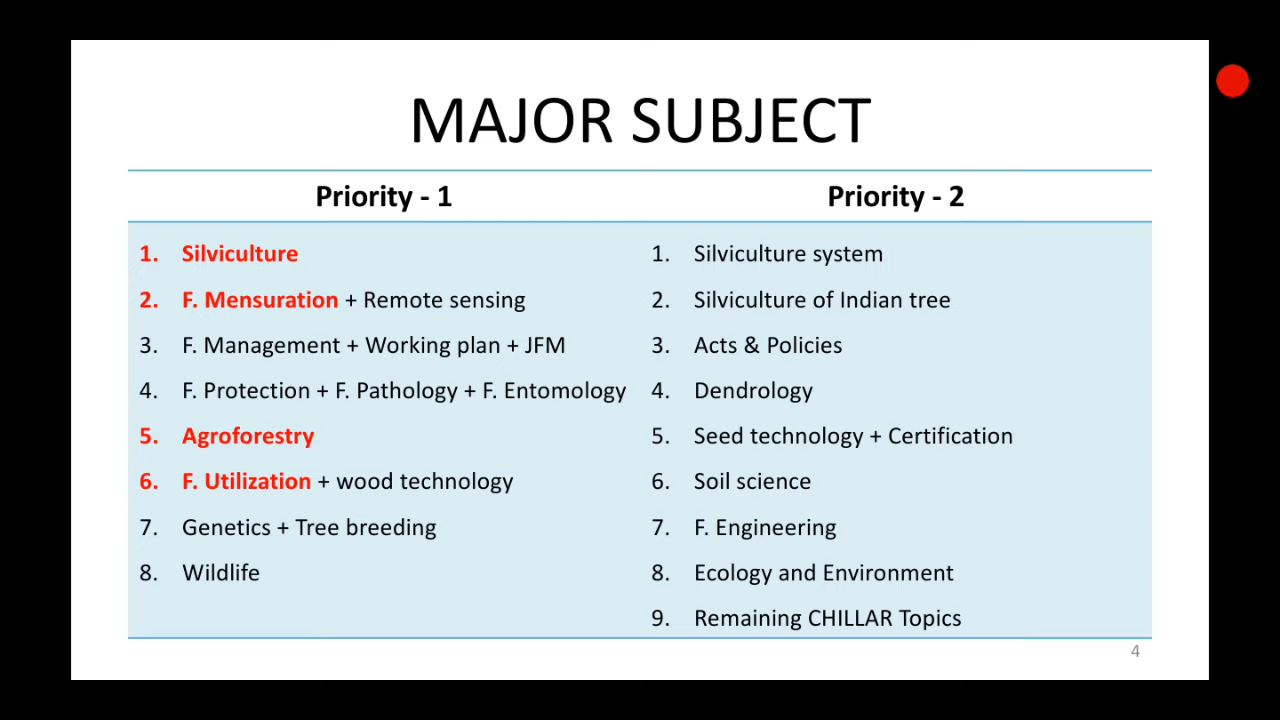 MAJOR SUBJECT
Priority - 1
Priority - 2
1. Silviculture
2. F. Mensuration + Remote sensing
3. F. Management + Working plan + JFM
4. F. Protection + F. Pathology + F. Entomology
5. Agroforestry
6. F. Utilization + wood technology
7. Genetics + Tree breeding
8. Wildlife
1. Silviculture system
2. Silviculture of Indian tree
3. Acts & Policies
4. Dendrology
5. Seed technology + Certification
6. Soil science
7. F. Engineering
8. Ecology and Environment
9. Remaining CHILLAR Topics
4